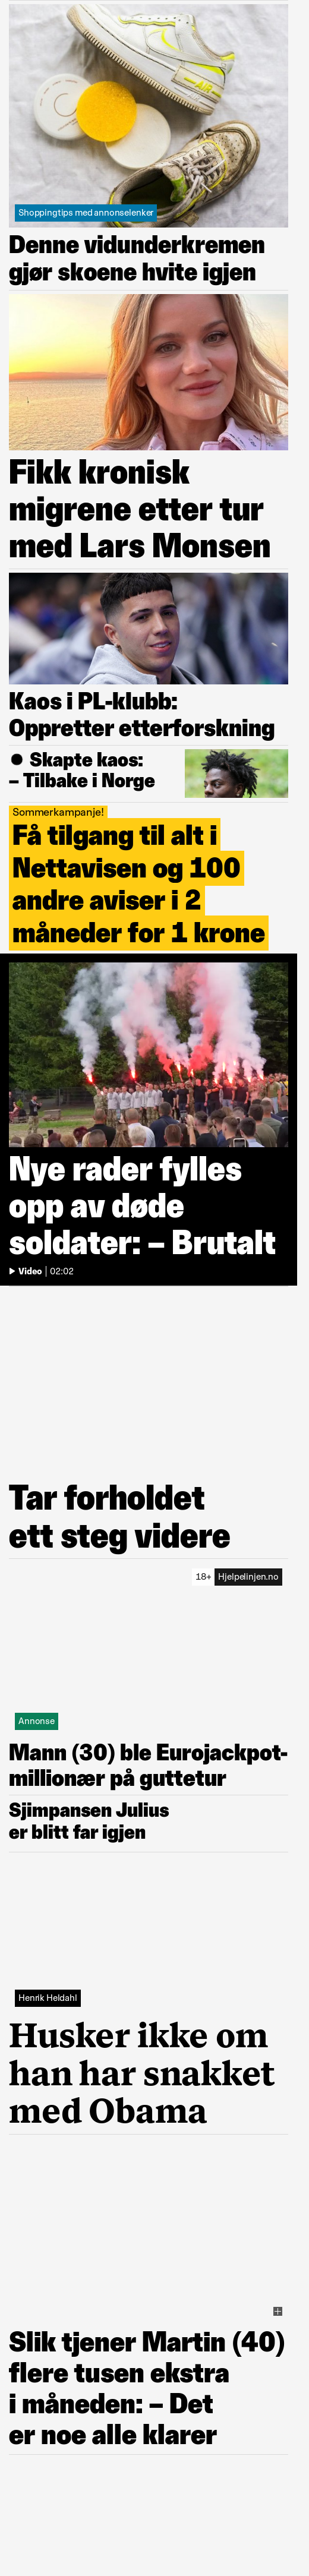 AIR
Shoppingtips med annonselenker
Denne vidunderkremen
gjør skoene hvite igjen
Fikk kronisk
migrene etter tur
med Lars Monsen
Kaos i PL-klubb:
Oppretter etterforskning
Skapte kaos:
– Tilbake i Norge
Sommerkampanje!
Få tilgang til alt i
Nettavisen og 100
andre aviser i 2
måneder for 1 krone
Nye rader fylles
opp av døde
soldater: – Brutalt
Video | 02:02
Tar forholdet
ett steg videre
18+ Hjelpelinjen.no
Annonse
Mann (30) ble Eurojackpot-
millionær på guttetur
Sjimpansen Julius
er blitt far igjen
Henrik Heldahl
Husker ikke om
han har snakket
med Obama
Slik tjener Martin (40)
flere tusen ekstra
i måneden: – Det
er noe alle klarer